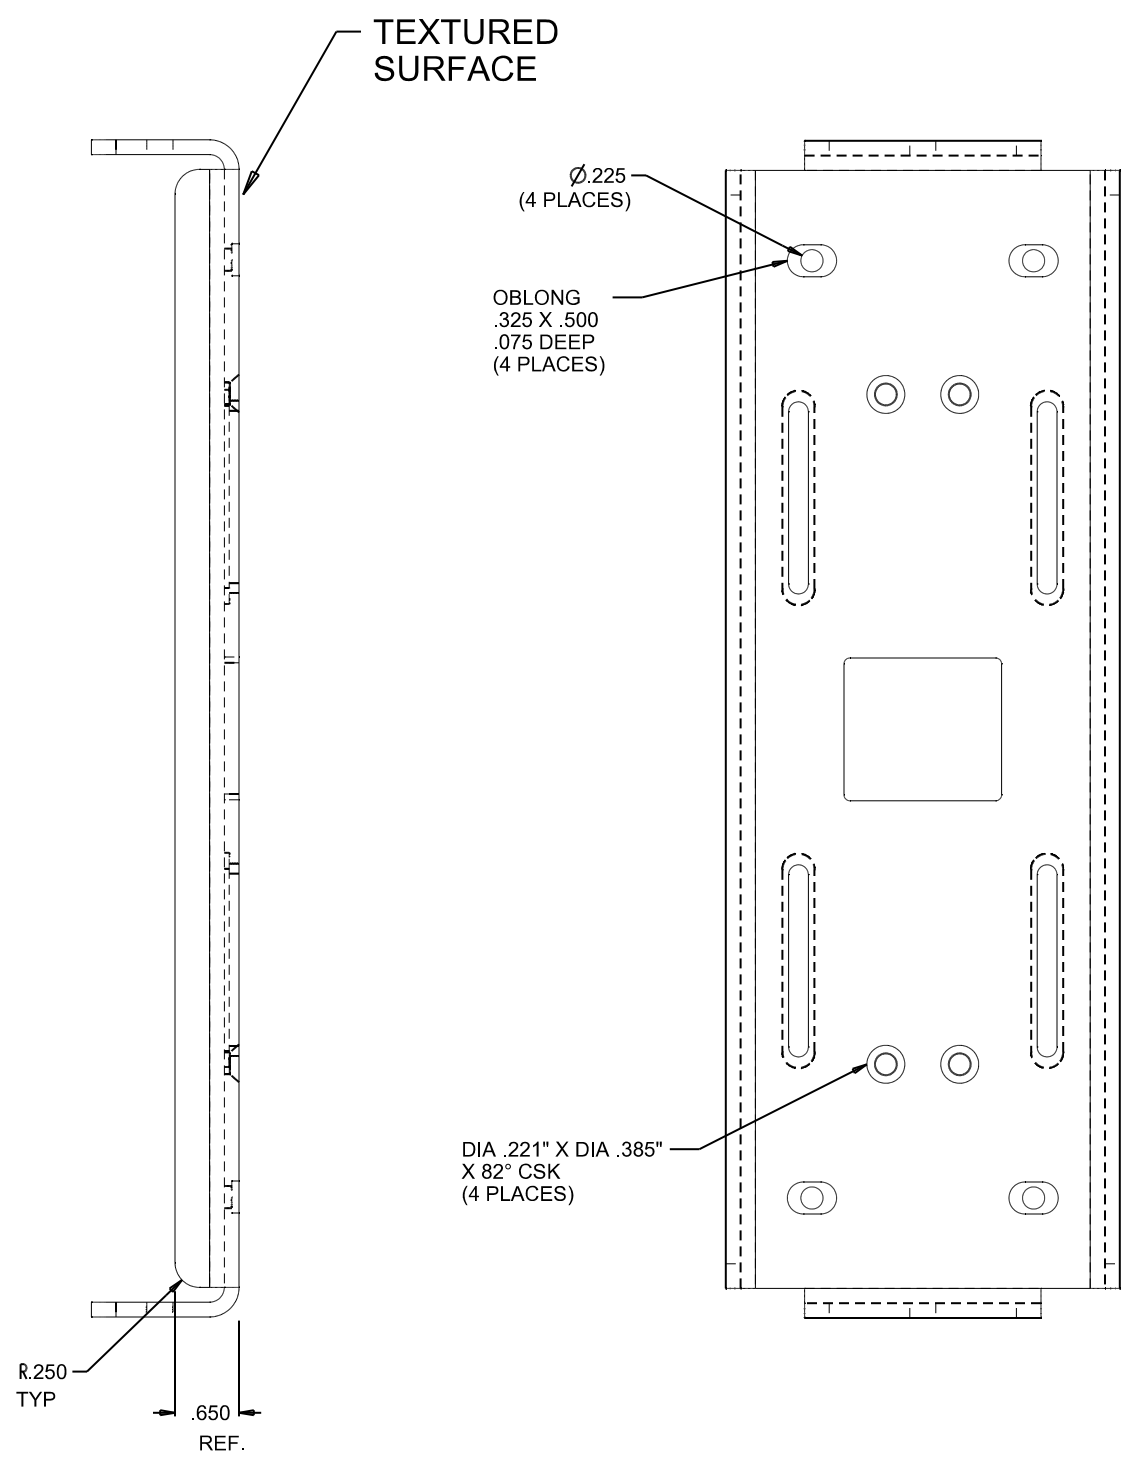 TEXTURED
SURFACE
Ø.225
(4 PLACES)
OBLONG
.325 X .500
.075 DEEP
(4 PLACES)
DIA .221" X DIA .385"
X 82° CSK
(4 PLACES)
R.250
TYP
.650
REF.